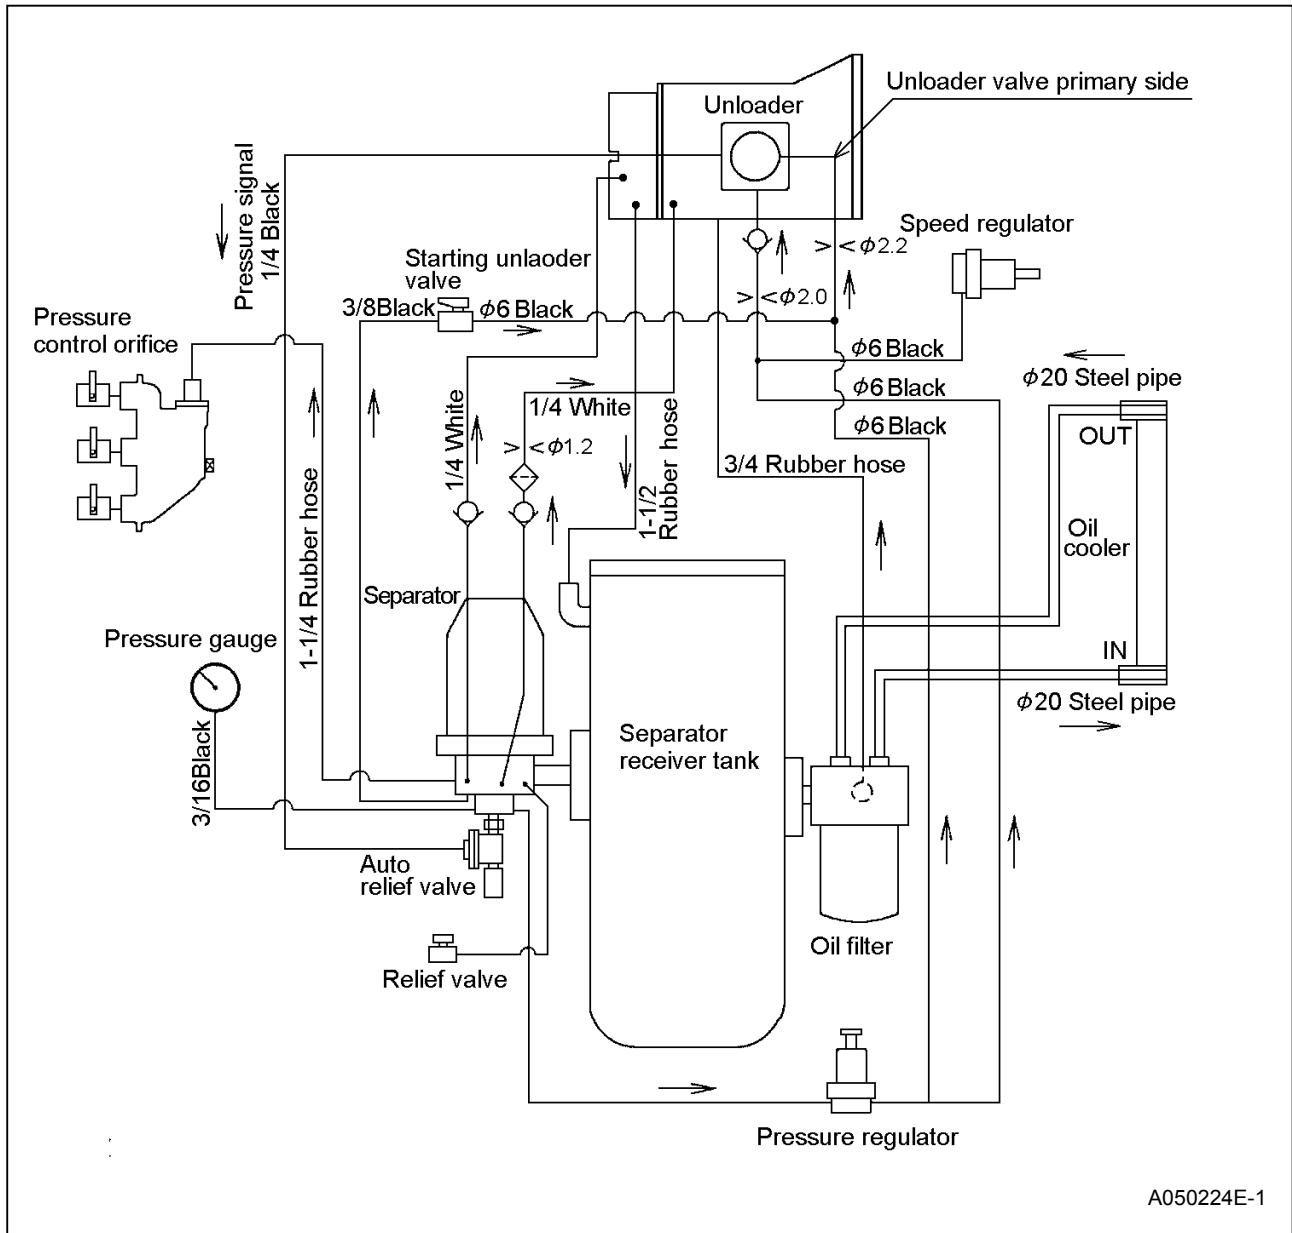 Unloader valve primary side
Unloader
Pressure signal
1/4 Black
Speed regulator
φ2.2
Starting unlaoder
valve
3/8Black
φ6 Black
φ2.0
Pressure
control orifice
φ6 Black
φ20 Steel pipe
φ6 Black
1/4 White
φ6 Black
OUT
1/4 White
φ1.2
3/4 Rubber hose
1-1/2
Rubber hose
Oil
cooler
1-1/4 Rubber hose
Separator
Pressure gauge
IN
φ20 Steel pipe
3/16Black
Separator
receiver tank
Auto
relief valve
Oil filter
Relief valve
Pressure regulator
A050224E-1